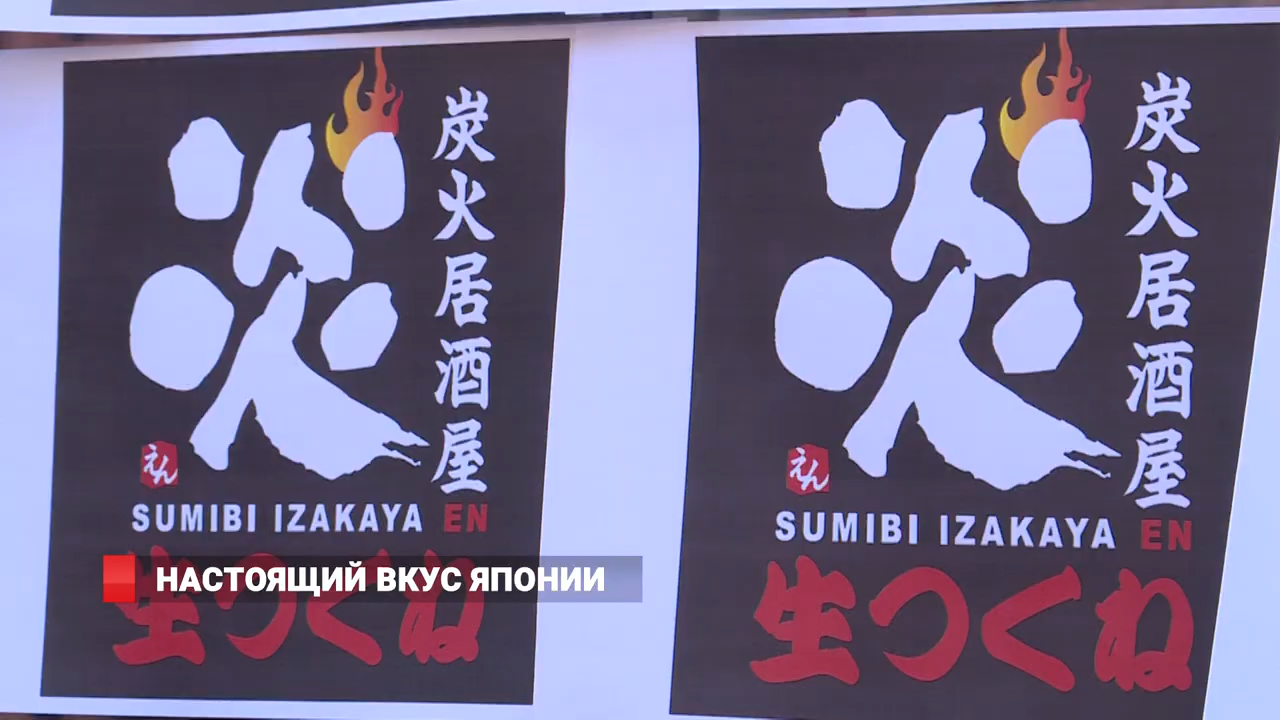 炎
炭火居酒屋
えん
SUMIBI IZAKAYA EN
生つくね
炎
炭火居酒屋
えん
SUMIBI IZAKAYA EN
生つくね
НАСТОЯЩИЙ ВКУС ЯПОНИИ